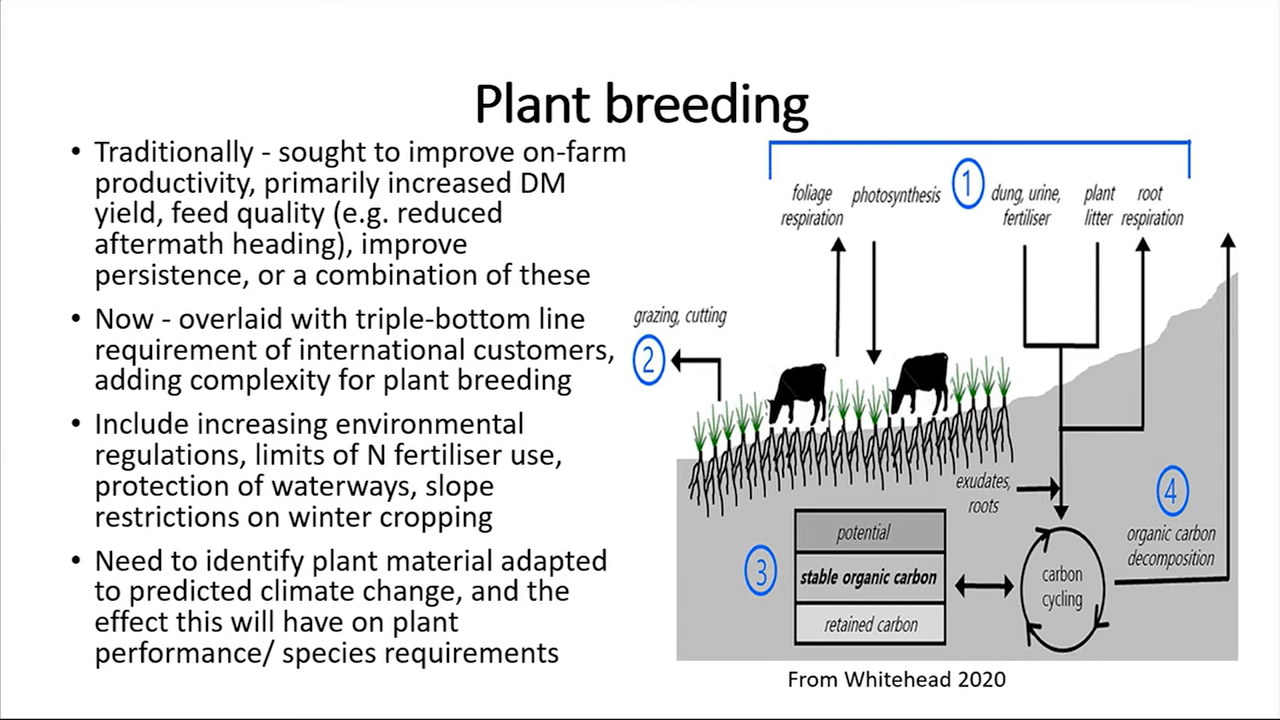 Plant breeding
• Traditionally - sought to improve on-farm
productivity, primarily increased DM
yield, feed quality (e.g. reduced
aftermath heading), improve
persistence, or a combination of these
• Now - overlaid with triple-bottom line
requirement of international customers,
adding complexity for plant breeding
• Include increasing environmental
regulations, limits of N fertiliser use,
protection of waterways, slope
restrictions on winter cropping
• Need to identify plant material adapted
to predicted climate change, and the
effect this will have on plant
performance/ species requirements
1
foliage
respiration
photosynthesis
dung, urine,
fertiliser
plant
litter
root
respiration
grazing, cutting
2
exudates,
roots
4
organic carbon
decomposition
3
potential
stable organic carbon
retained carbon
carbon
cycling
From Whitehead 2020